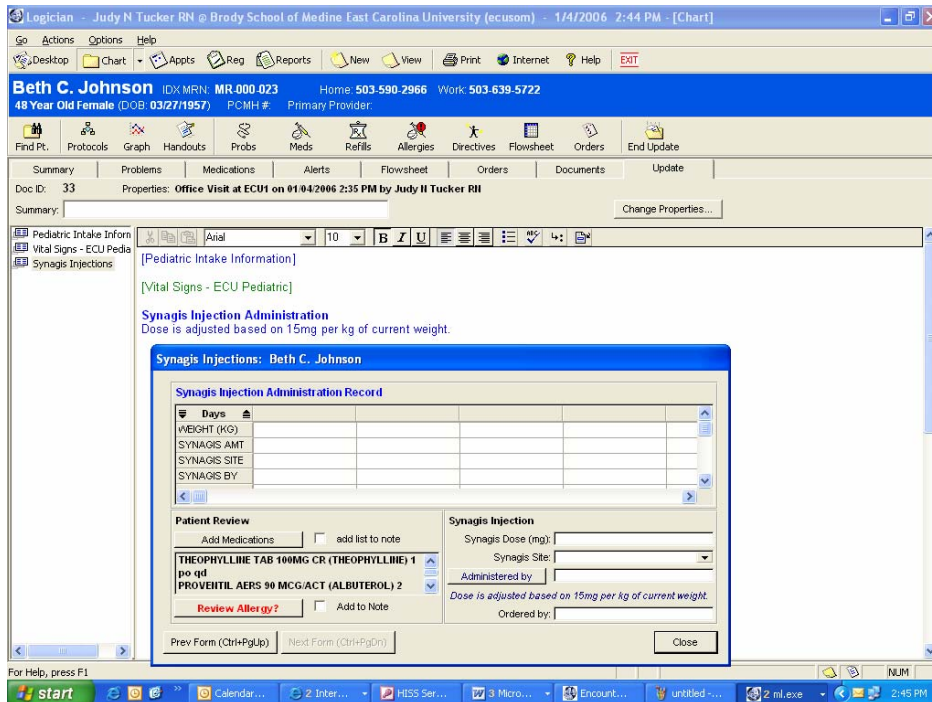 Logician - Judy N Tucker RN @ Brody School of Medine East Carolina University (ecusom) - 1/4/2006 2:44 PM - [Chart]
Go Actions Options Help
Desktop Chart Appts Reg Reports New View Print Internet Help EXIT
Beth C. Johnson IDX MRN: MR-000-023 Home: 503-590-2966 Work: 503-639-5722
48 Year Old Female (DOB: 03/27/1957) PCMH #: Primary Provider:
Find Pt. Protocols Graph Handouts Probs Meds Refills Allergies Directives Flowsheet Orders End Update
Summary Problems Medications Alerts Flowsheet Orders Documents Update
Doc ID: 33 Properties: Office Visit at ECU1 on 01/04/2006 2:35 PM by Judy N Tucker RN
Summary: Change Properties...
Pediatric Intake Inforn
Vital Signs - ECU Pedia
Synagis Injections
Arial 10 B I U
[Pediatric Intake Information]
[Vital Signs - ECU Pediatric]
Synagis Injection Administration
Dose is adjusted based on 15mg per kg of current weight.
Synagis Injections: Beth C. Johnson
Synagis Injection Administration Record
Days
WEIGHT (KG)
SYNAGIS AMT
SYNAGIS SITE
SYNAGIS BY
Patient Review
Add Medications add list to note
THEOPHYLLINE TAB 100MG CR (THEOPHYLLINE) 1
po qd
PROVENTIL AERS 90 MCG/ACT (ALBUTEROL) 2
Review Allergy? Add to Note
Synagis Injection
Synagis Dose (mg):
Synagis Site:
Administered by
Dose is adjusted based on 15mg per kg of current weight.
Ordered by:
Prev Form (Ctrl+PgUp) Next Form (Ctrl+PgDn) Close
For Help, press F1 NUM
start Calendar... 2 Inter... HISS Ser... 3 Micro... Encount... untitled -... 2 ml.exe 2:45 PM